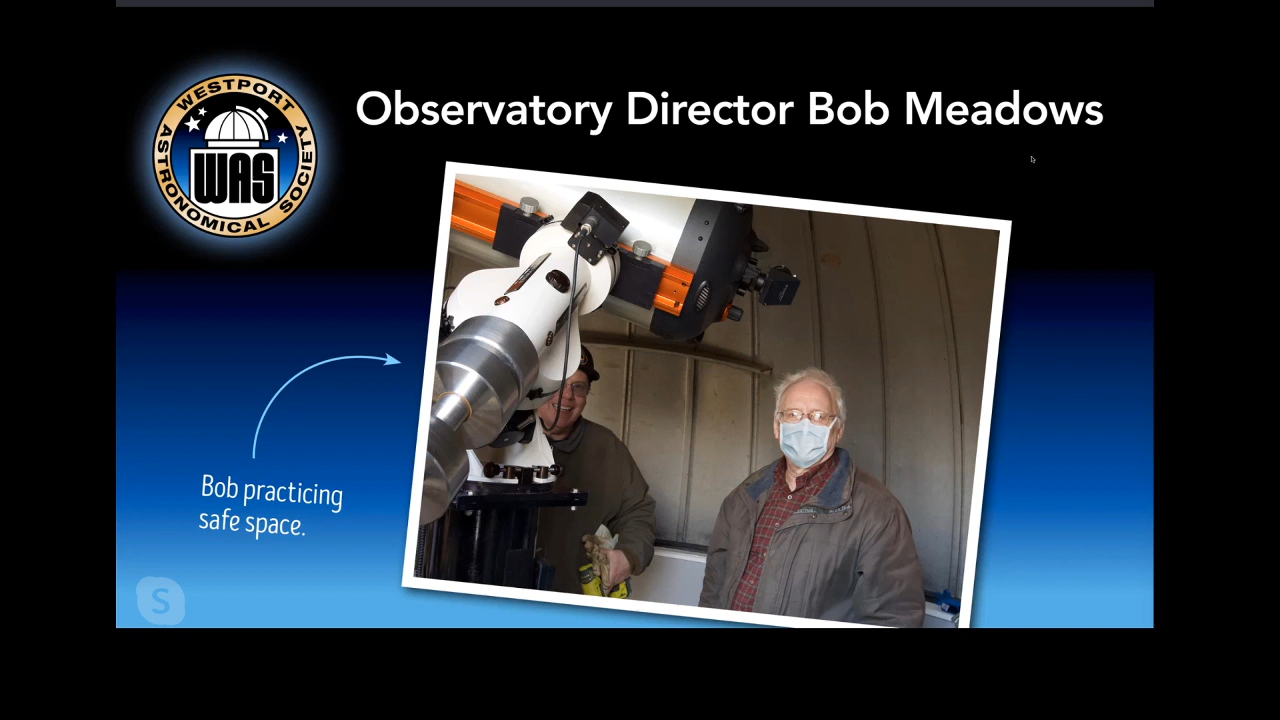 WESTPORT
ASTRONOMICAL SOCIETY
WAS
Observatory Director Bob Meadows
Bob practicing
safe space.
S